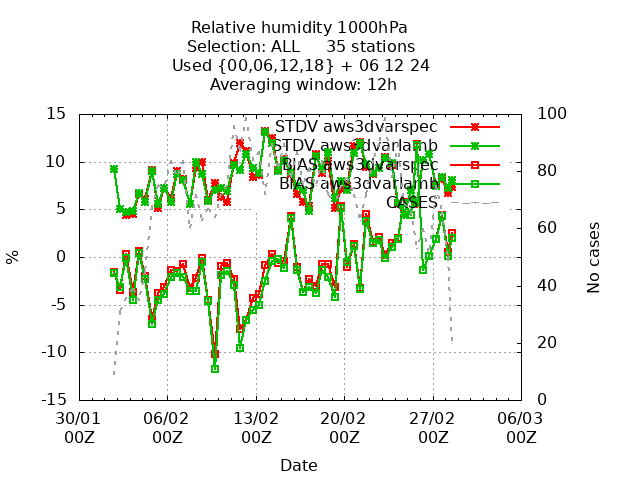 Relative humidity 1000hPa
Selection: ALL 35 stations
Used {00,06,12,18} + 06 12 24
Averaging window: 12h
STDV aws3dvarspec
STDV aws3dvarlamb
BIAS aws3dvarspec
BIAS aws3dvarlamb
CASES
15
10
5
0
-5
-10
-15
%
100
80
60
40
20
0
No cases
30/01 06/02 13/02 20/02 27/02 06/03
00Z 00Z 00Z 00Z 00Z 00Z
Date